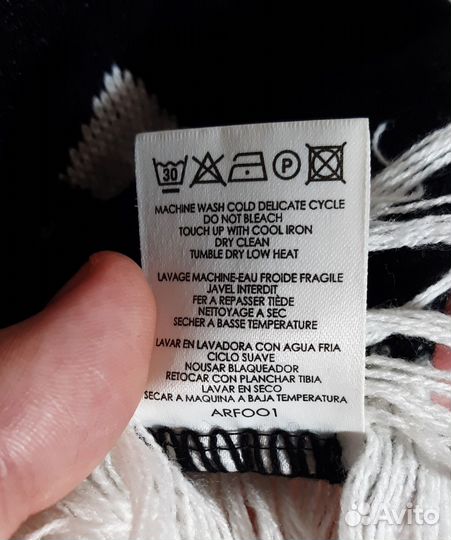 30 P
MACHINE WASH COLD DELICATE CYCLE
DO NOT BLEACH
TOUCH UP WITH COOL IRON
DRY CLEAN
TUMBLE DRY LOW HEAT
LAVAGE MACHINE-EAU FROIDE FRAGILE
JAVEL INTERDIT
FER A REPASSER TIÈDE
NETTOYAGE A SEC
SECHER A BASSE TEMPERATURE
LAVAR EN LAVADORA CON AGUA FRIA
CICLO SUAVE
NOUSAR BLAQUEADOR
RETOCAR CON PLANCHAR TIBIA
LAVAR EN SECO
SECAR A MAQUINA A BAJA TEMPERATURA
ARF001
Avito